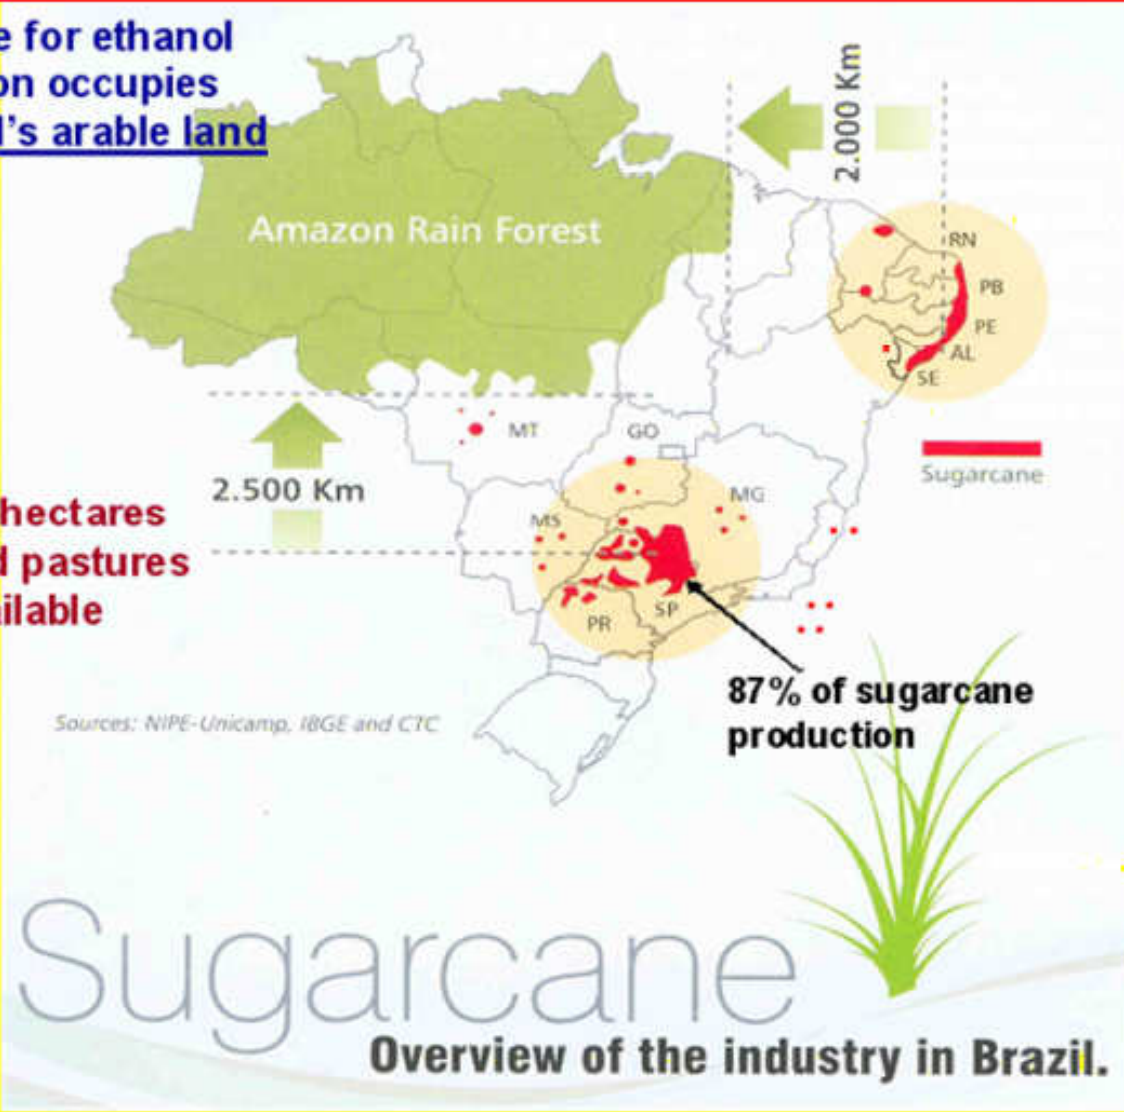 e for ethanol
on occupies
l's arable land
2.000 Km
Amazon Rain Forest
RN
PB
PE
AL
SE
MT
GO
Sugarcane
2.500 Km
MG
MS
hectares
d pastures
ilable
SP
PR
87% of sugarcane
production
Sources: NIPE-Unicamp, IBGE and CTC
Sugarcane
Overview of the industry in Brazil.